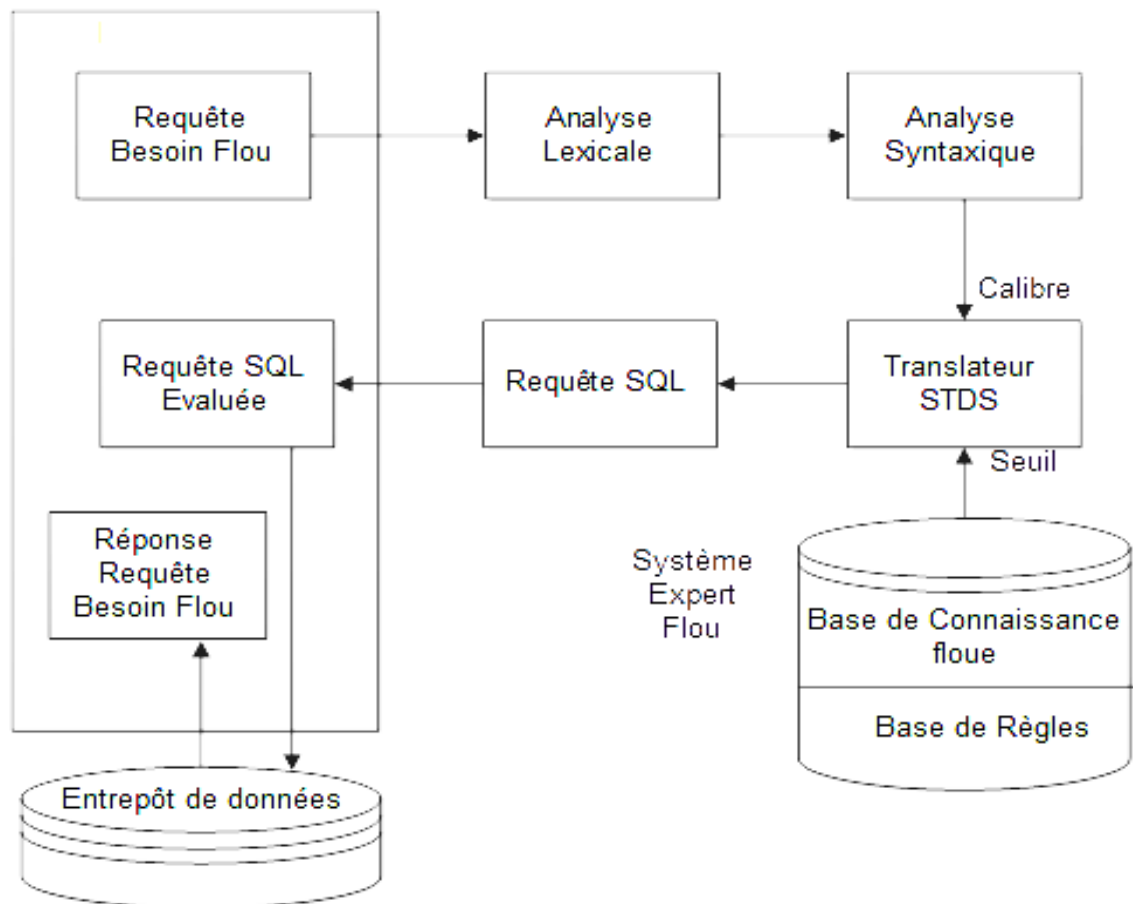 Requête
Besoin Flou
Analyse
Lexicale
Analyse
Syntaxique
Calibre
Requête SQL
Evaluée
Requête SQL
Translateur
STDS
Seuil
Réponse
Requête
Besoin Flou
Système
Expert
Flou
Base de Connaissance
floue
Base de Règles
Entrepôt de données